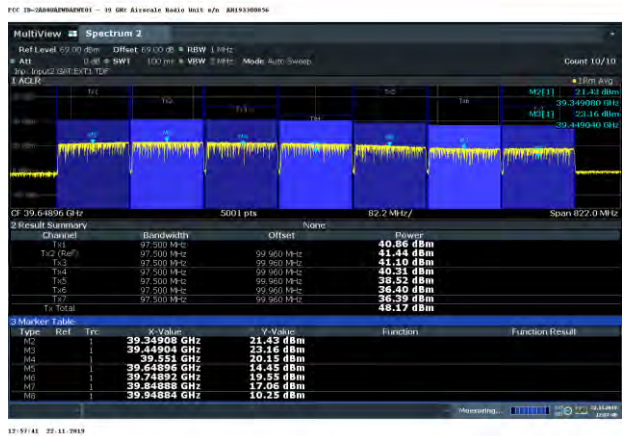 FCC ID-2AD8UAEWBAEWE01 - 39 GHz Airscale Radio Unit s/n AH193300056
MultiView Spectrum 2
Ref Level 69.00 dBm Offset 69.00 dB RBW 1 MHz
Att 0 dB SWT 100 ms VBW 3 MHz Mode Auto Sweep Count 10/10
1 ACLR 1Rm Avg
M2[1] 21.43 dBm
39.349080 GHz
M3[1] 23.16 dBm
39.449040 GHz
CF 39.64896 GHz 5001 pts 82.2 MHz/ Span 822.0 MHz
2 Result Summary None
Channel Bandwidth Offset Power
Tx1 97.500 MHz 40.86 dBm
Tx2 (Ref) 97.500 MHz 99.960 MHz 41.44 dBm
Tx3 97.500 MHz 99.960 MHz 41.10 dBm
Tx4 97.500 MHz 99.960 MHz 40.31 dBm
Tx5 97.500 MHz 99.960 MHz 38.52 dBm
Tx6 97.500 MHz 99.960 MHz 36.40 dBm
Tx7 97.500 MHz 99.960 MHz 36.39 dBm
Tx Total 48.17 dBm
3 Marker Table
Type Ref Trc X-Value Y-Value Function Function Result
M2 1 39.34908 GHz 21.43 dBm
M3 1 39.44904 GHz 23.16 dBm
M4 1 39.551 GHz 20.15 dBm
M5 1 39.64896 GHz 14.45 dBm
M6 1 39.74892 GHz 19.55 dBm
M7 1 39.84888 GHz 17.06 dBm
M8 1 39.94884 GHz 10.25 dBm
Measuring... 22.11.2019
12:57:41 22.11.2019